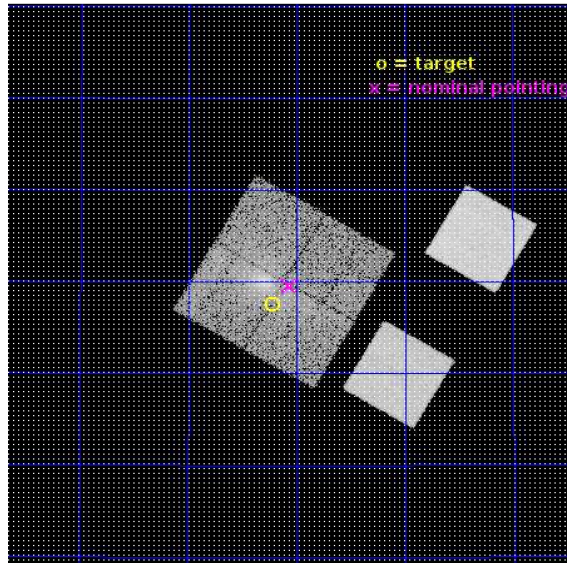 o = target
x = nominal pointing